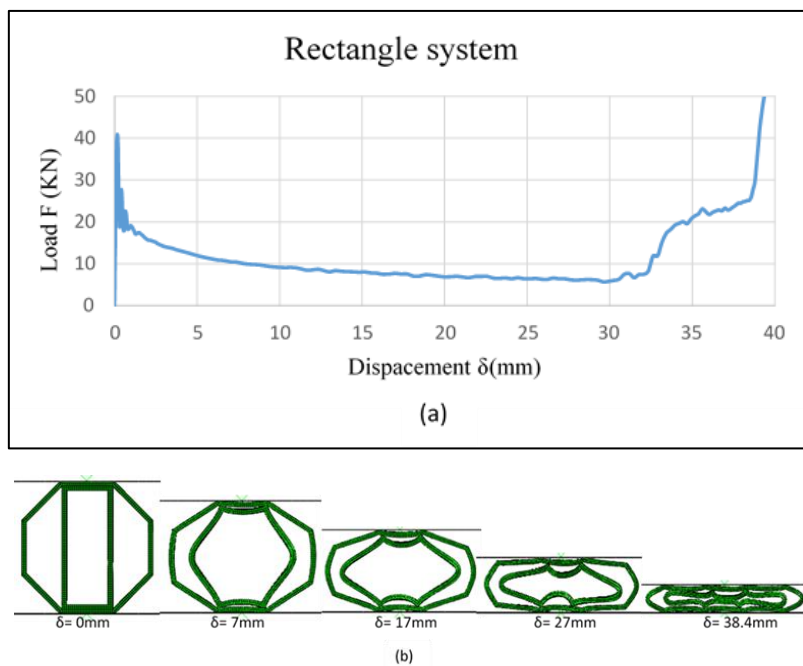 Rectangle system
Load F (KN)
50
40
30
20
10
0
0 5 10 15 20 25 30 35 40
Dispacement δ(mm)
(a)
δ= 0mm δ= 7mm δ= 17mm δ= 27mm δ= 38.4mm
(b)